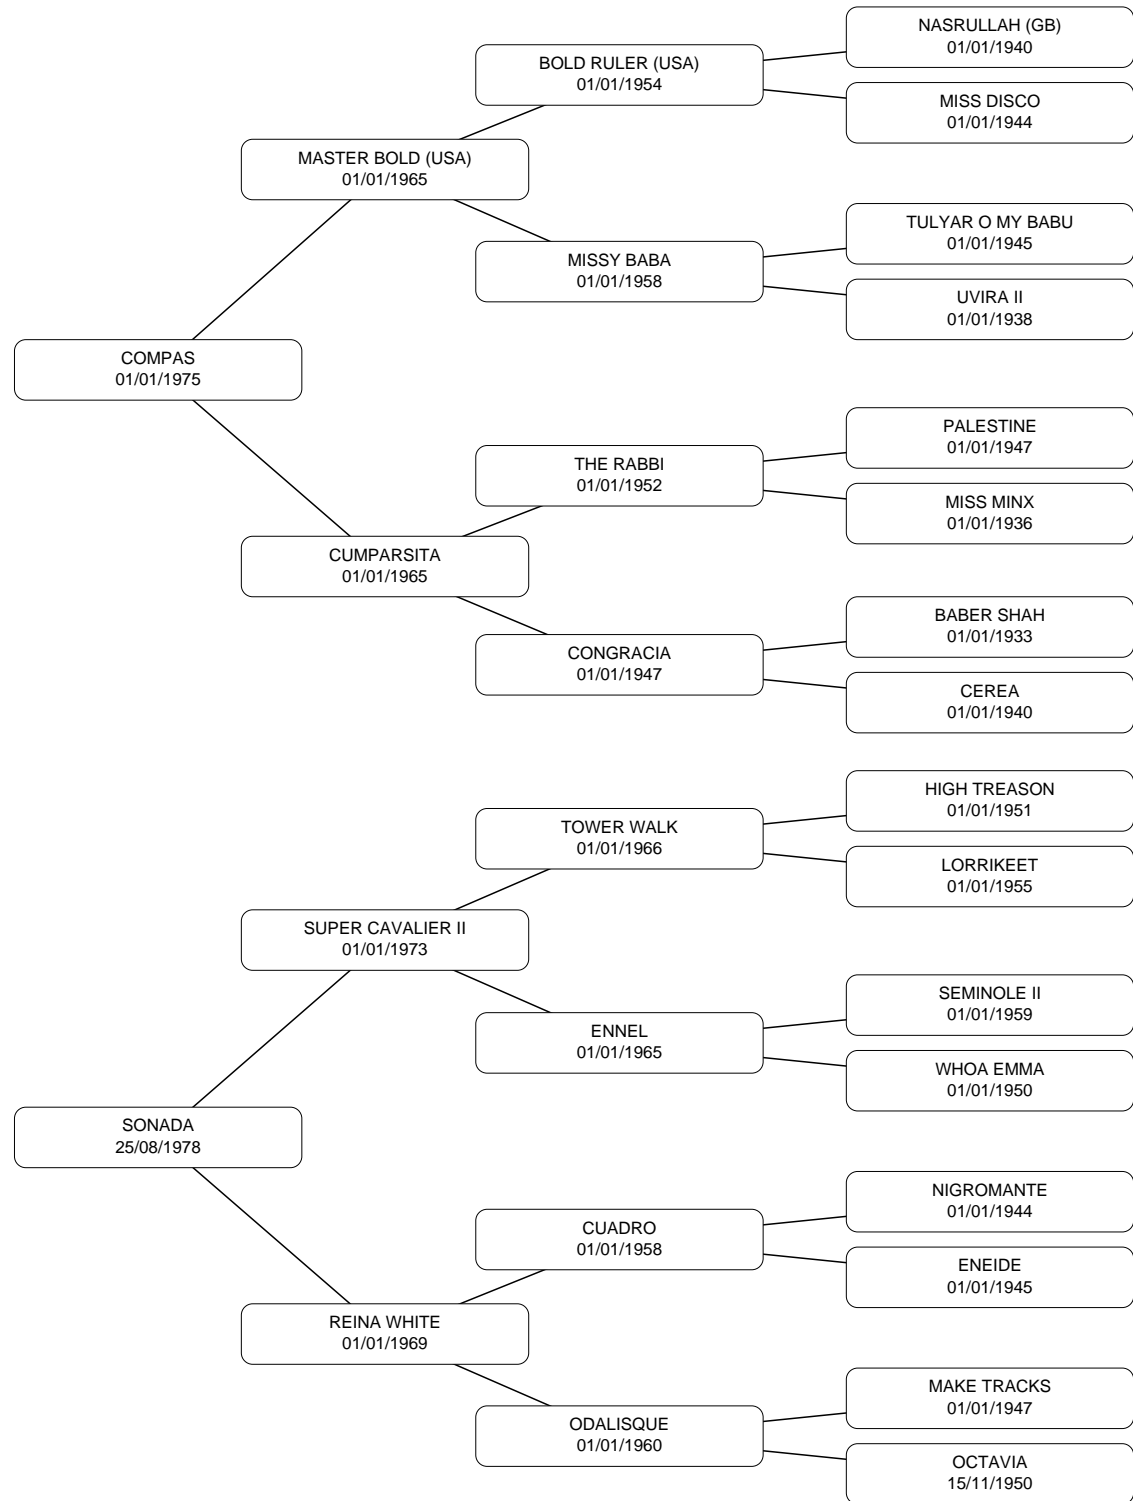 NASRULLAH (GB)
01/01/1940
BOLD RULER (USA)
01/01/1954
MISS DISCO
01/01/1944
MASTER BOLD (USA)
01/01/1965
TULYAR O MY BABU
01/01/1945
MISSY BABA
01/01/1958
UVIRA II
01/01/1938
COMPAS
01/01/1975
PALESTINE
01/01/1947
THE RABBI
01/01/1952
MISS MINX
01/01/1936
CUMPARSITA
01/01/1965
BABER SHAH
01/01/1933
CONGRACIA
01/01/1947
CEREA
01/01/1940
HIGH TREASON
01/01/1951
TOWER WALK
01/01/1966
LORRIKEET
01/01/1955
SUPER CAVALIER II
01/01/1973
SEMINOLE II
01/01/1959
ENNEL
01/01/1965
WHOA EMMA
01/01/1950
SONADA
25/08/1978
NIGROMANTE
01/01/1944
CUADRO
01/01/1958
ENEIDE
01/01/1945
REINA WHITE
01/01/1969
MAKE TRACKS
01/01/1947
ODALISQUE
01/01/1960
OCTAVIA
15/11/1950